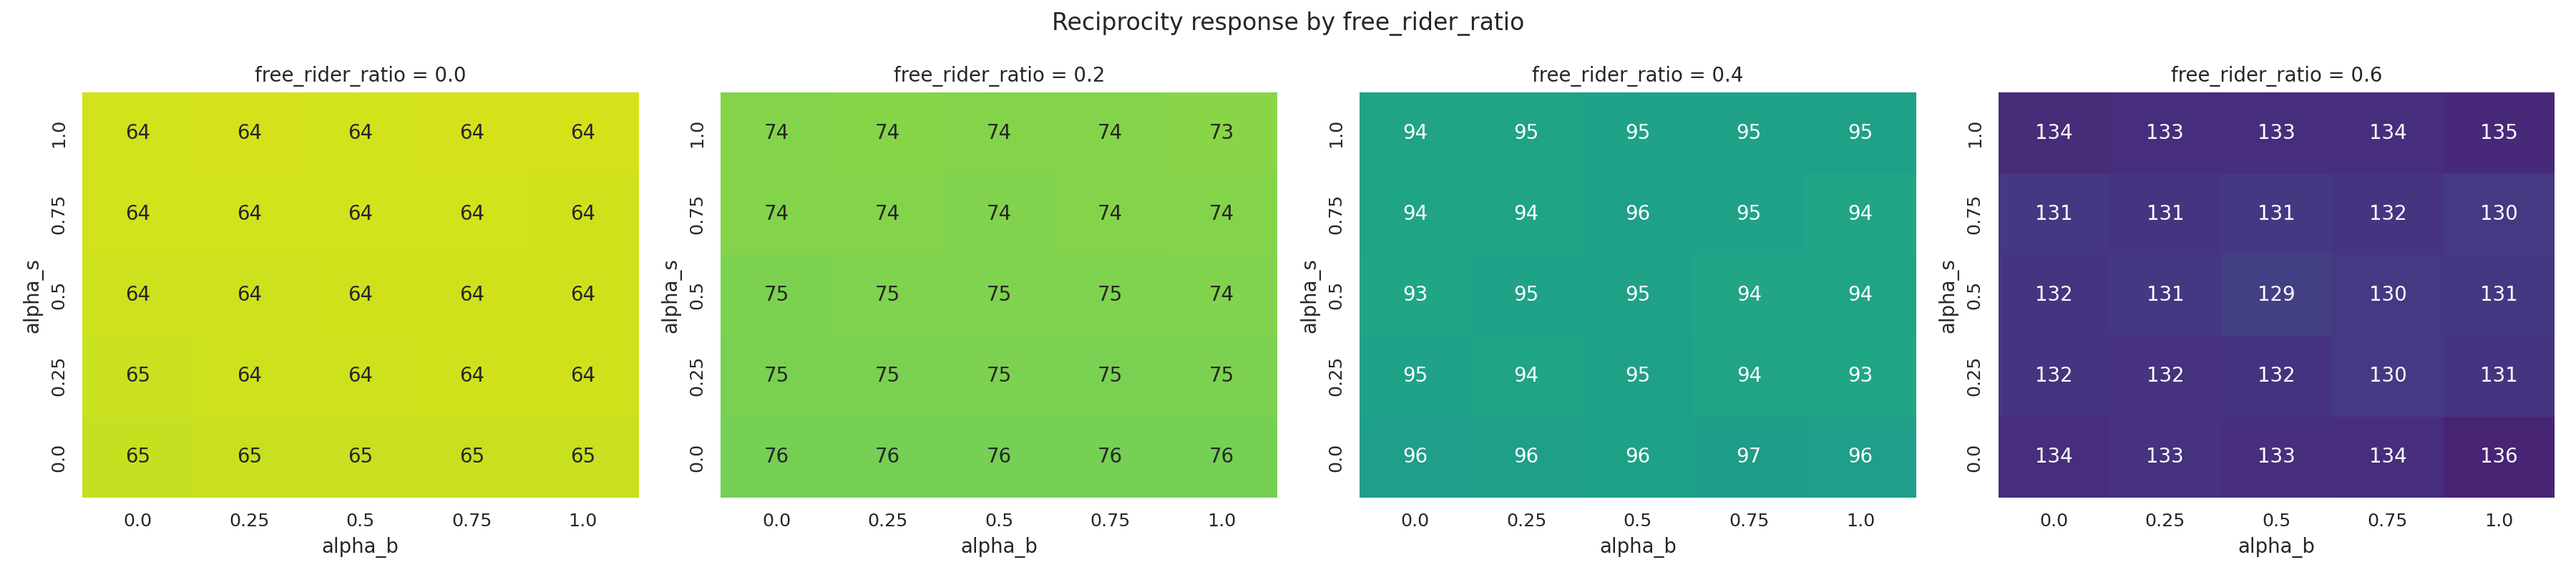 Reciprocity response by free_rider_ratio
free_rider_ratio = 0.0
alpha_s
1.0 64 64 64 64 64
0.75 64 64 64 64 64
0.5 64 64 64 64 64
0.25 65 64 64 64 64
0.0 65 65 65 65 65
0.0 0.25 0.5 0.75 1.0
alpha_b
free_rider_ratio = 0.2
alpha_s
1.0 74 74 74 74 73
0.75 74 74 74 74 74
0.5 75 75 75 75 74
0.25 75 75 75 75 75
0.0 76 76 76 76 76
0.0 0.25 0.5 0.75 1.0
alpha_b
free_rider_ratio = 0.4
alpha_s
1.0 94 95 95 95 95
0.75 94 94 96 95 94
0.5 93 95 95 94 94
0.25 95 94 95 94 93
0.0 96 96 96 97 96
0.0 0.25 0.5 0.75 1.0
alpha_b
free_rider_ratio = 0.6
alpha_s
1.0 134 133 133 134 135
0.75 131 131 131 132 130
0.5 132 131 129 130 131
0.25 132 132 132 130 131
0.0 134 133 133 134 136
0.0 0.25 0.5 0.75 1.0
alpha_b